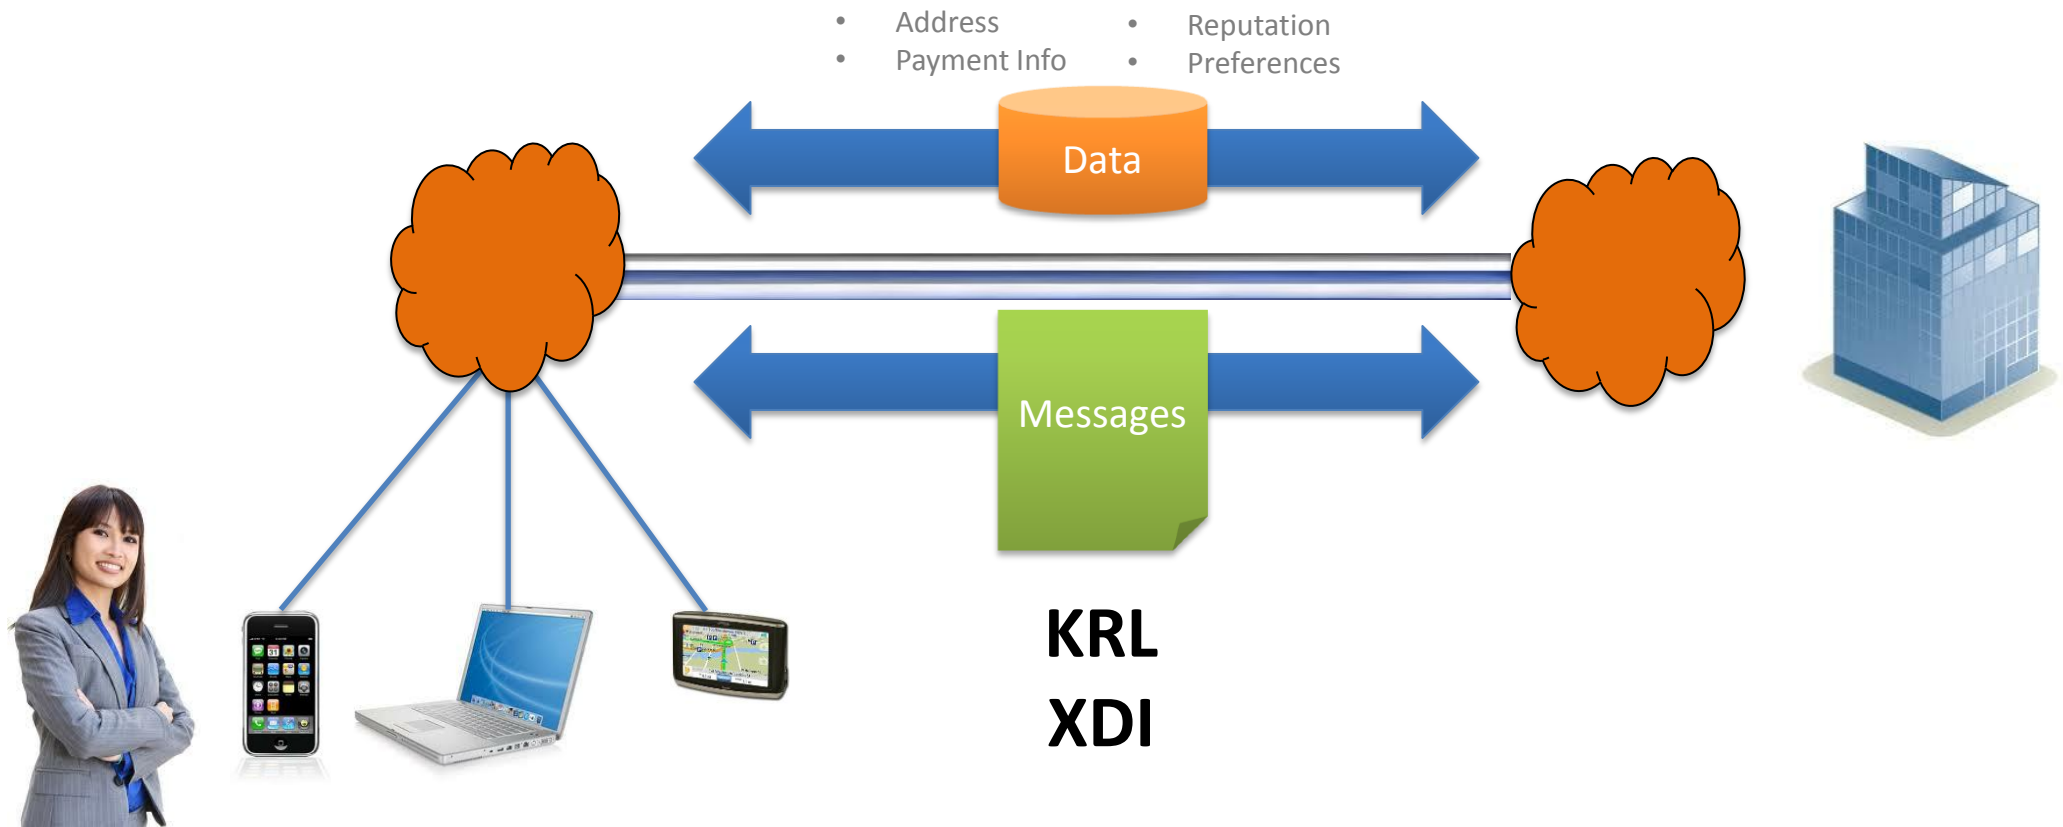 • Address
• Payment Info
• Reputation
• Preferences
Data
Messages
KRL
XDI